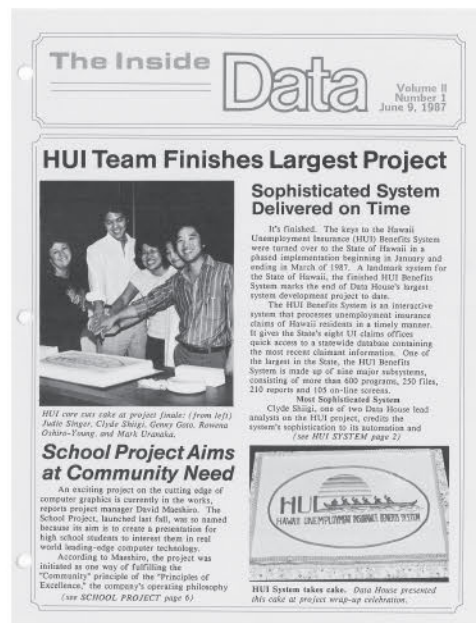 The Inside
Data
Volume II
Number 1
June 9, 1987
HUI Team Finishes Largest Project
HUI core cuts cake at project finale: (from left)
Judie Singer, Clyde Shiigi, Genny Goto, Rowena
Oshiro-Young, and Mark Uranaka.
Sophisticated System
Delivered on Time
It's finished. The keys to the Hawaii
Unemployment Insurance (HUI) Benefits System
were turned over to the State of Hawaii in a
phased implementation beginning in January and
ending in March of 1987. A landmark system for
the State of Hawaii, the finished HUI Benefits
System marks the end of Data House's largest
system development project to date.
The HUI Benefits System is an interactive
system that processes unemployment insurance
claims of Hawaii residents in a timely manner.
It gives the State's eight UI claims offices
quick access to a statewide database containing
the most recent claimant information. One of
the largest in the State, the HUI Benefits
System is made up of nine major subsystems,
consisting of more than 600 programs, 250 files,
210 reports and 105 on-line screens.
Most Sophisticated System
Clyde Shiigi, one of two Data House lead
analysts on the HUI project, credits the
system's sophistication to its automation and
(see HUI SYSTEM page 2)
School Project Aims
at Community Need
An exciting project on the cutting edge of
computer graphics is currently in the works,
reports project manager David Maeshiro. The
School Project, launched last fall, was so named
because its aim is to create a presentation for
high school students to interest them in real
world leading-edge computer technology.
According to Maeshiro, the project was
initiated as one way of fulfilling the
"Community" principle of the "Principles of
Excellence," the company's operating philosophy
(see SCHOOL PROJECT page 6)
HUI
HAWAII UNEMPLOYMENT INSURANCE BENEFITS SYSTEM
HUI System takes cake. Data House presented
this cake at project wrap-up celebration.